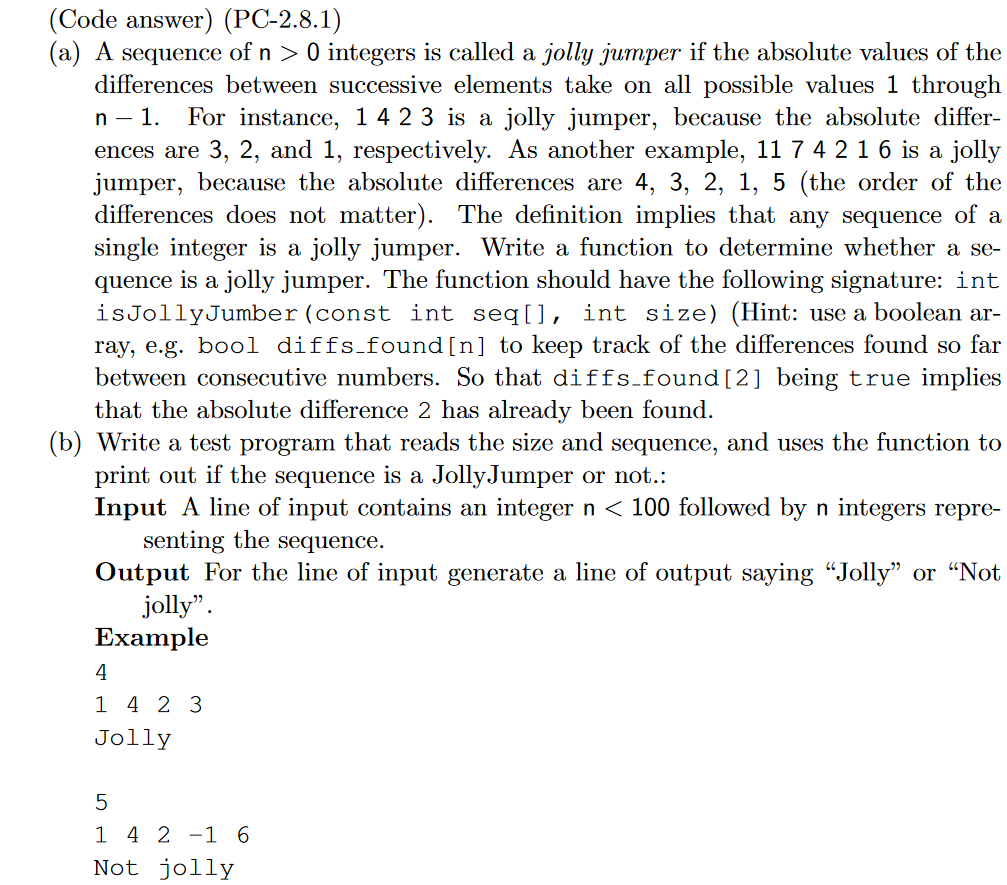 (Code answer) (PC-2.8.1)
(a) A sequence of n > 0 integers is called a jolly jumper if the absolute values of the
differences between successive elements take on all possible values 1 through
n − 1. For instance, 1 4 2 3 is a jolly jumper, because the absolute differ-
ences are 3, 2, and 1, respectively. As another example, 11 7 4 2 1 6 is a jolly
jumper, because the absolute differences are 4, 3, 2, 1, 5 (the order of the
differences does not matter). The definition implies that any sequence of a
single integer is a jolly jumper. Write a function to determine whether a se-
quence is a jolly jumper. The function should have the following signature: int
isJollyJumber(const int seq[], int size) (Hint: use a boolean ar-
ray, e.g. bool diffs_found[n] to keep track of the differences found so far
between consecutive numbers. So that diffs_found[2] being true implies
that the absolute difference 2 has already been found.
(b) Write a test program that reads the size and sequence, and uses the function to
print out if the sequence is a JollyJumper or not.:
Input A line of input contains an integer n < 100 followed by n integers repre-
senting the sequence.
Output For the line of input generate a line of output saying “Jolly” or “Not
jolly”.
Example
4
1 4 2 3
Jolly
5
1 4 2 −1 6
Not jolly